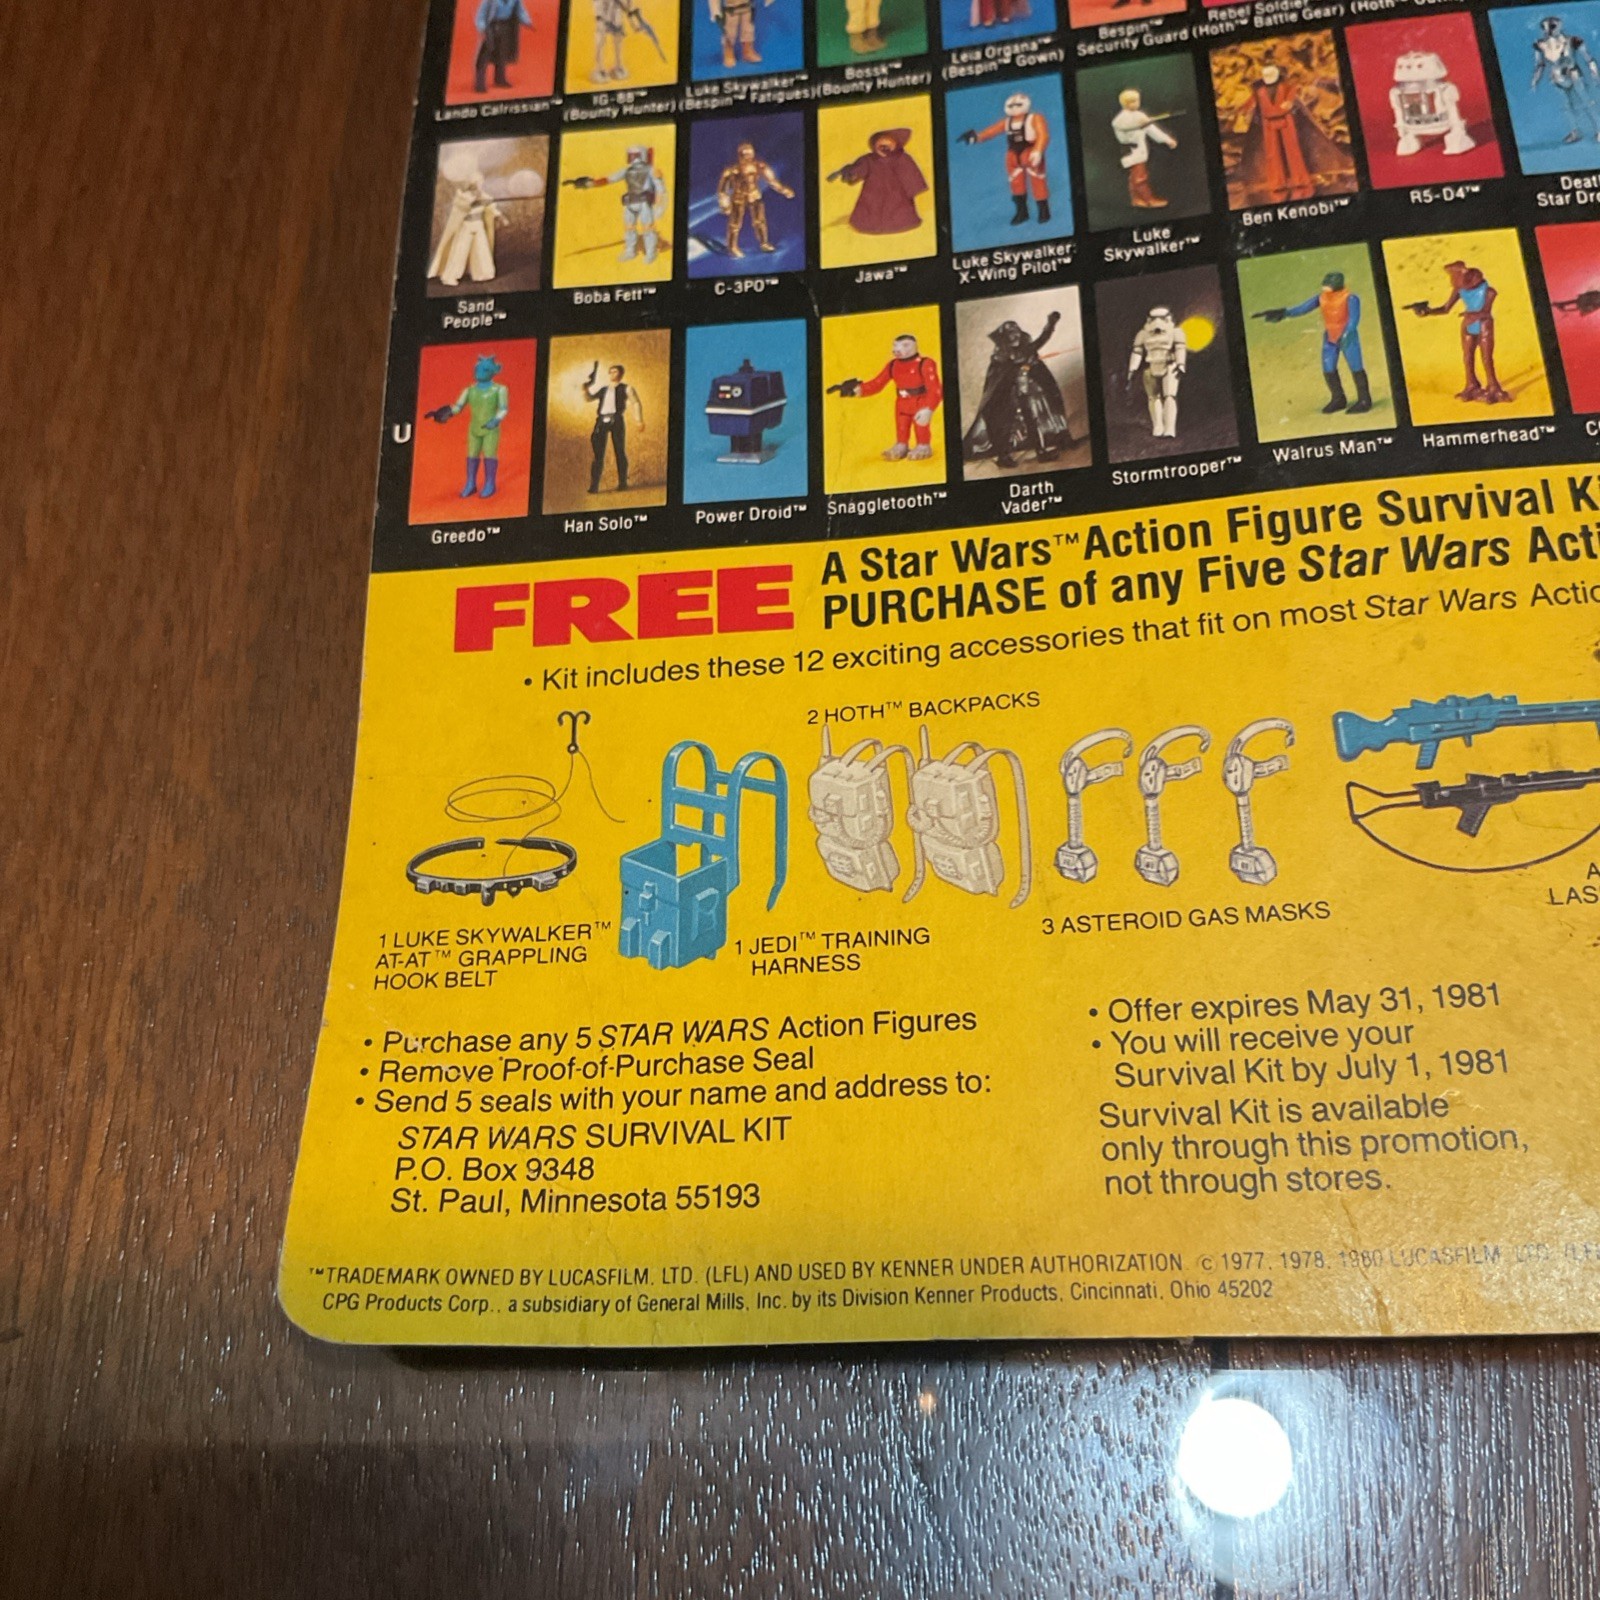 Rebel Soldier
Bespin™
Leia Organa™
Security Guard (Hoth™ Battle Gear) (Hoth™
Lando Calrissian™
IG-88™
(Bounty Hunter)
Luke Skywalker™
(Bespin™ Fatigues)
Bossk™
(Bounty Hunter)
(Bespin™ Gown)
Sand
People™
Boba Fett™
C-3PO™
Jawa™
Luke Skywalker:
X-Wing Pilot™
Luke
Skywalker™
Ben Kenobi™
R5-D4™
U
Greedo™
Han Solo™
Power Droid™
Snaggletooth™
Darth
Vader™
Stormtrooper™
Walrus Man™
Hammerhead™
FREE
A Star Wars™ Action Figure Survival
PURCHASE of any Five Star Wars
• Kit includes these 12 exciting accessories that fit on most Star Wars
2 HOTH™ BACKPACKS
1 LUKE SKYWALKER™
AT-AT™ GRAPPLING
HOOK BELT
1 JEDI™ TRAINING
HARNESS
3 ASTEROID GAS MASKS
• Purchase any 5 STAR WARS Action Figures
• Remove Proof-of-Purchase Seal
• Send 5 seals with your name and address to:
STAR WARS SURVIVAL KIT
P.O. Box 9348
St. Paul, Minnesota 55193
• Offer expires May 31, 1981
• You will receive your
Survival Kit by July 1, 1981
Survival Kit is available
only through this promotion,
not through stores.
™TRADEMARK OWNED BY LUCASFILM, LTD. (LFL) AND USED BY KENNER UNDER AUTHORIZATION © 1977, 1978, 1980 LUCASFILM LTD.
CPG Products Corp., a subsidiary of General Mills, Inc. by its Division Kenner Products, Cincinnati, Ohio 45202